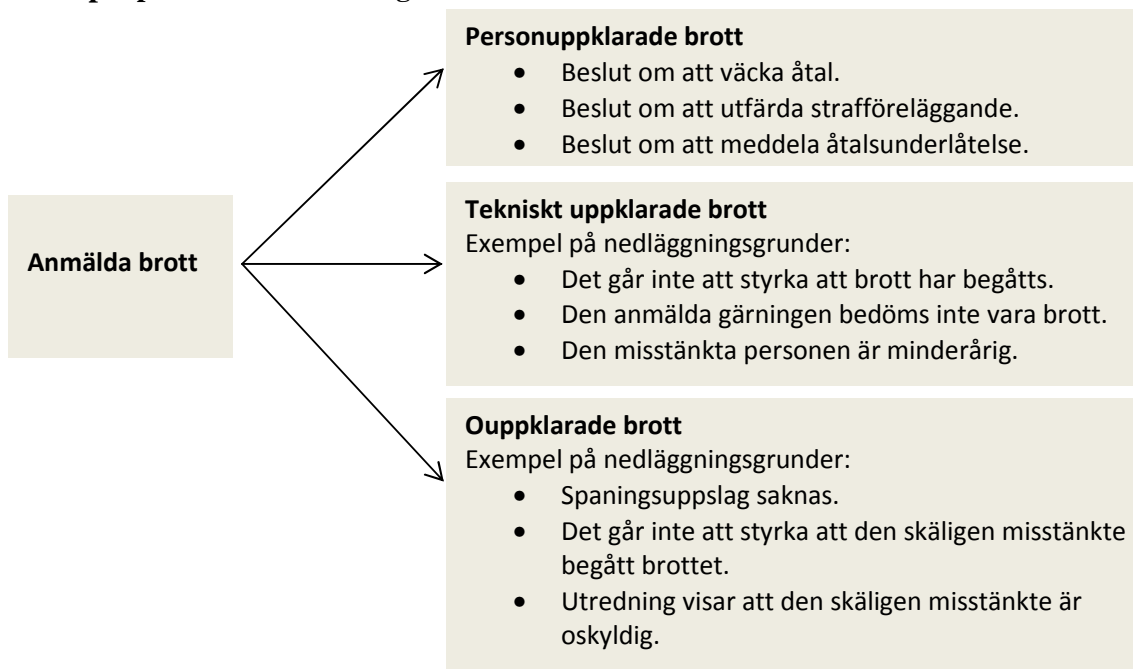 Personuppklarade brott
• Beslut om att väcka åtal.
• Beslut om att utfärda strafföreläggande.
• Beslut om att meddela åtalsunderlåtelse.
Anmälda brott
Tekniskt uppklarade brott
Exempel på nedläggningsgrunder:
• Det går inte att styrka att brott har begåtts.
• Den anmälda gärningen bedöms inte vara brott.
• Den misstänkta personen är minderårig.
Ouppklarade brott
Exempel på nedläggningsgrunder:
• Spaningsuppslag saknas.
• Det går inte att styrka att den skäligen misstänkte
begått brottet.
• Utredning visar att den skäligen misstänkte är
oskyldig.